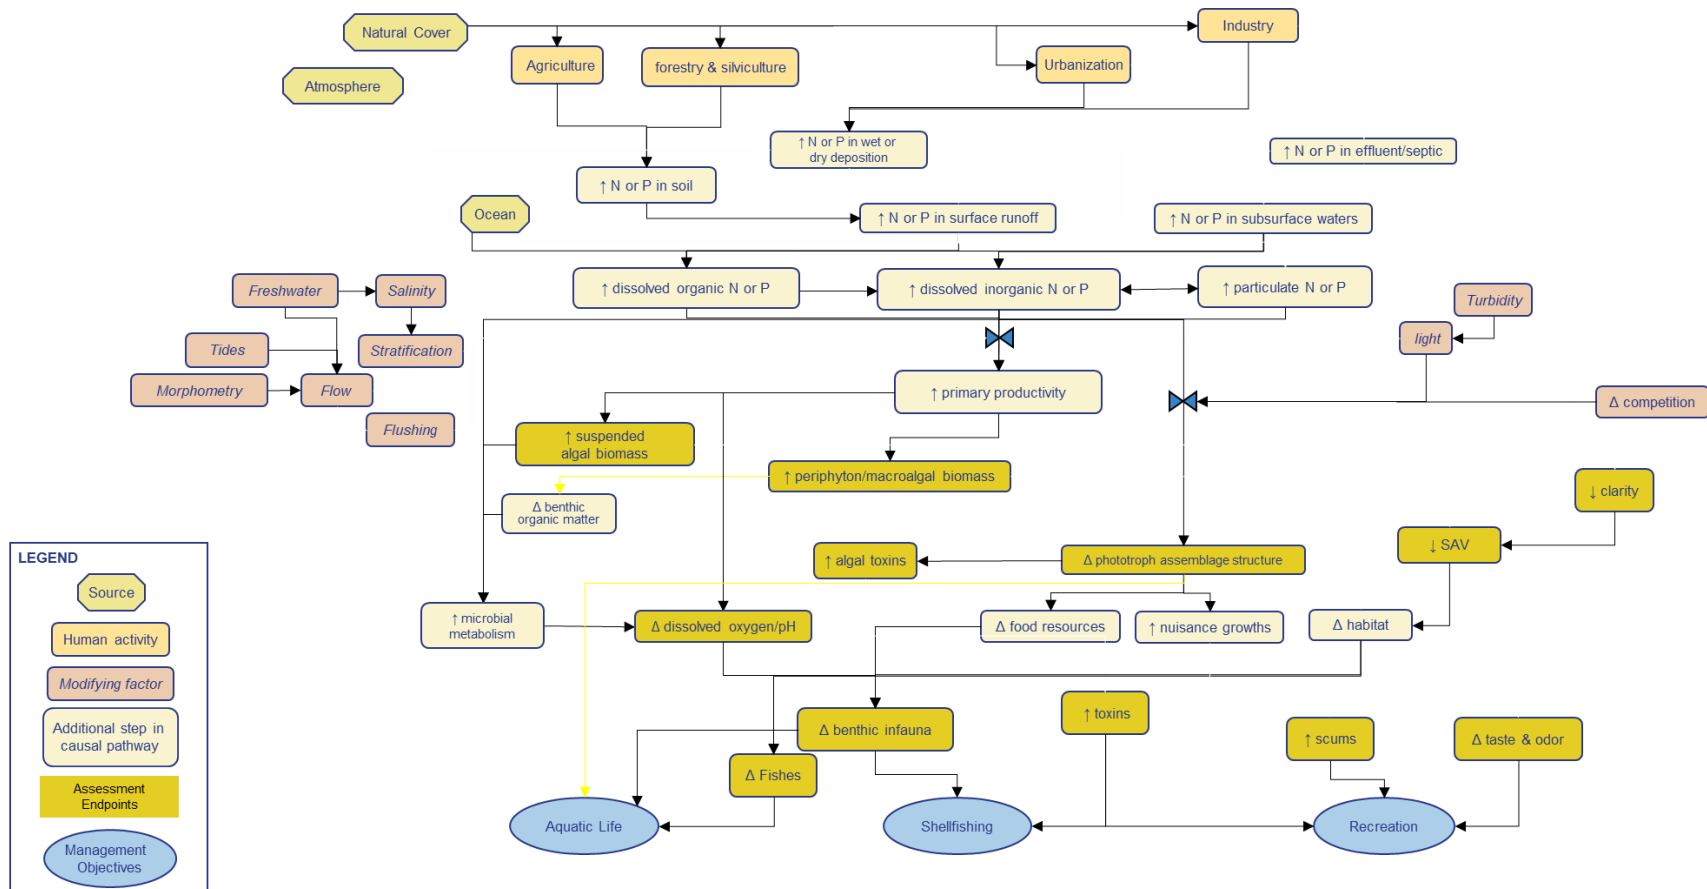 Natural Cover
Industry
Agriculture
forestry & silviculture
Urbanization
Atmosphere
↑ N or P in wet or
dry deposition
↑ N or P in effluent/septic
↑ N or P in soil
Ocean
↑ N or P in surface runoff
↑ N or P in subsurface waters
Freshwater
Salinity
↑ dissolved organic N or P
↑ dissolved inorganic N or P
↑ particulate N or P
Turbidity
light
Tides
Stratification
Morphometry
Flow
↑ primary productivity
Δ competition
Flushing
↑ suspended
algal biomass
↑ periphyton/macroalgal biomass
↓ clarity
Δ benthic
organic matter
↓ SAV
↑ algal toxins
Δ phototroph assemblage structure
↑ microbial
metabolism
Δ dissolved oxygen/pH
Δ food resources
↑ nuisance growths
Δ habitat
↑ toxins
Δ benthic infauna
↑ scums
Δ taste & odor
Δ Fishes
Aquatic Life
Shellfishing
Recreation
LEGEND
Source
Human activity
Modifying factor
Additional step in
causal pathway
Assessment
Endpoints
Management
Objectives